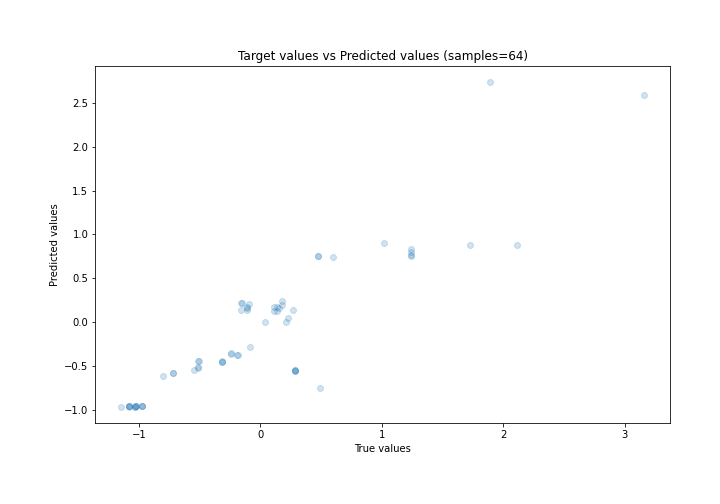 Target values vs Predicted values (samples=64)
2.5
2.0
1.5
1.0
0.5
0.0
−0.5
−1.0
Predicted values
−1 0 1 2 3
True values